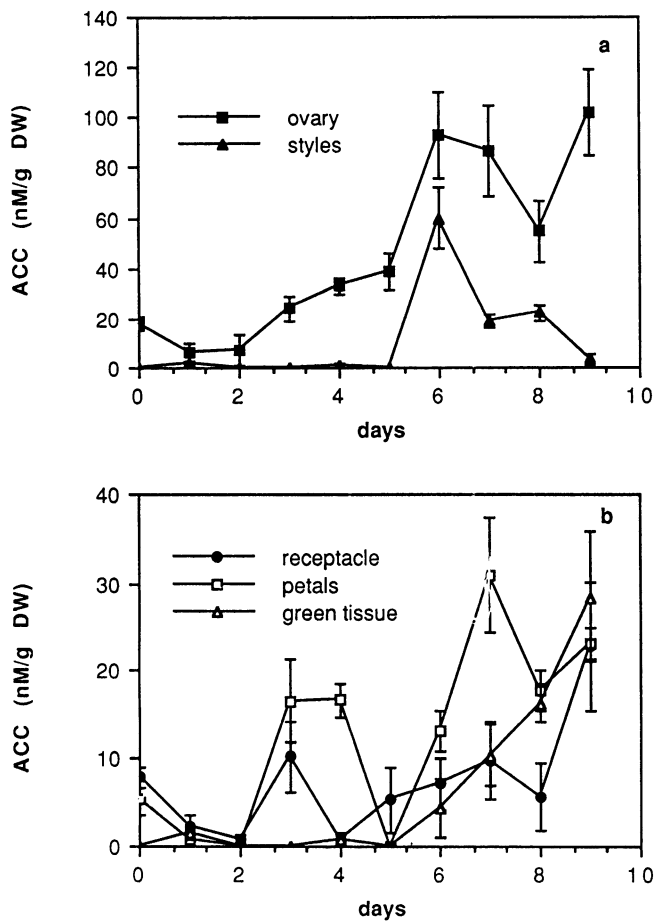 140
a
120
100
ovary
styles
80
60
40
20
0
0 2 4 6 8 10
days
ACC (nM/g DW)
40
b
receptacle
30
petals
green tissue
20
10
0
0 2 4 6 8 10
days
ACC (nM/g DW)